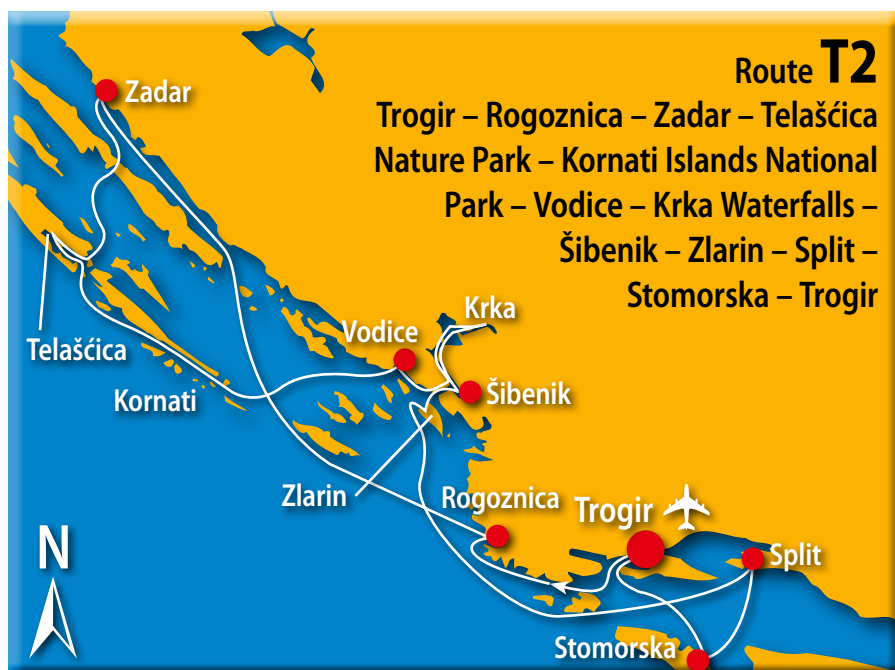 Route T2
Trogir – Rogoznica – Zadar – Telašćica
Nature Park – Kornati Islands National
Park – Vodice – Krka Waterfalls –
Šibenik – Zlarin – Split –
Stomorska – Trogir
Zadar
Krka
Vodice
Telašćica
Kornati
Šibenik
Zlarin
Rogoznica
Trogir
Split
N
Stomorska